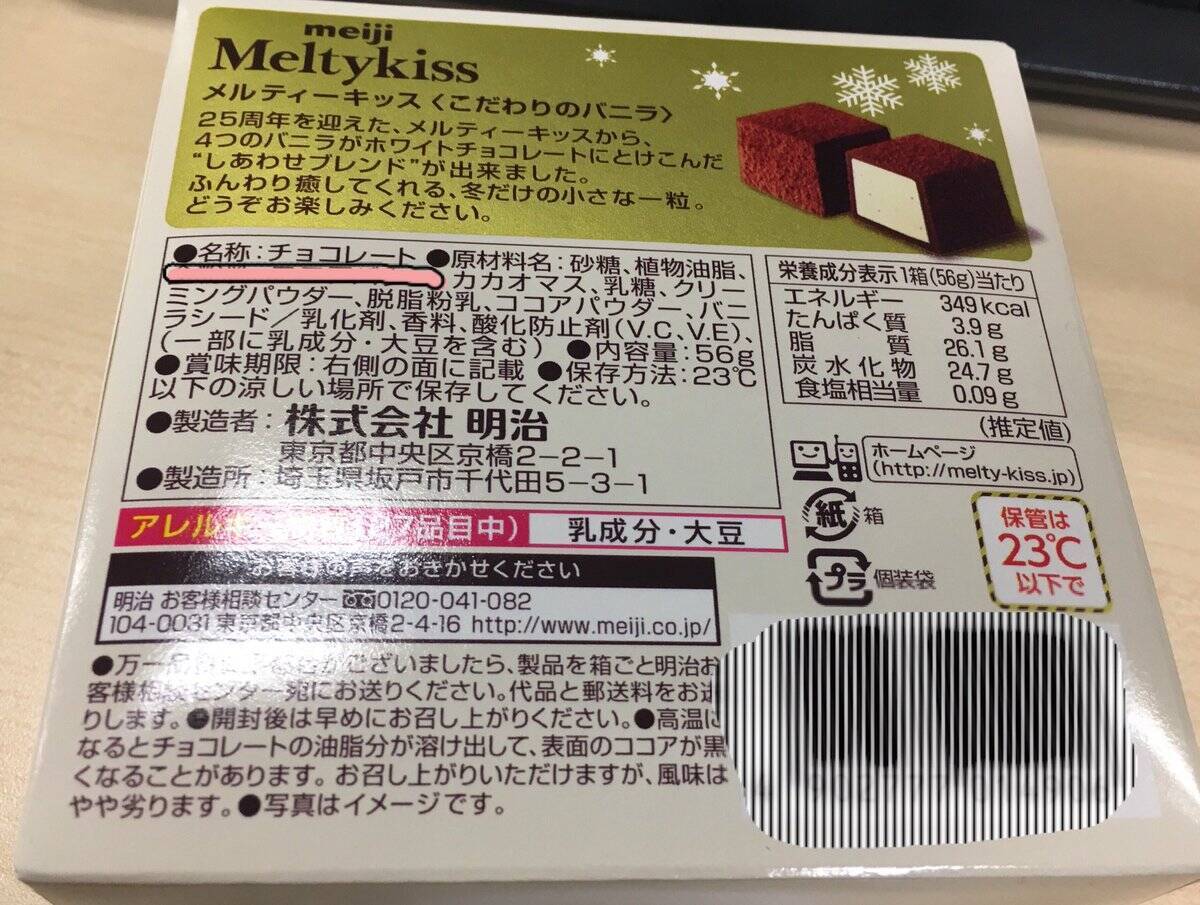 meiji
Meltykiss
メルティーキッス〈こだわりのバニラ〉
25周年を迎えた、メルティーキッスから、
4つのバニラがホワイトチョコレートにとけこんだ
“しあわせブレンド”が出来ました。
ふんわり癒してくれる、冬だけの小さな一粒。
どうぞお楽しみください。
●名称:チョコレート ●原材料名:砂糖、植物油脂、
カカオマス、乳糖、クリー
ミングパウダー、脱脂粉乳、ココアパウダー、バニ
ラシード/乳化剤、香料、酸化防止剤(V.C、V.E)、
(一部に乳成分・大豆を含む) ●内容量:56g
●賞味期限:右側の面に記載 ●保存方法:23℃
以下の涼しい場所で保存してください。
●製造者:株式会社 明治
東京都中央区京橋2-2-1
●製造所:埼玉県坂戸市千代田5-3-1
栄養成分表示1箱(56g)当たり
エネルギー 349kcal
たんぱく質 3.9g
脂質 26.1g
炭水化物 24.7g
食塩相当量 0.09g
(推定値)
ホームページ
(http://melty-kiss.jp)
紙 箱
プラ 個装袋
保管は
23℃
以下で
アレル 7品目中) 乳成分・大豆
お客様の声をおきかせください
明治 お客様相談センター 0120-041-082
104-0031 東京都中央区京橋2-4-16 http://www.meiji.co.jp/
●万一 がございましたら、製品を箱ごと明治お
客様相談センター宛にお送りください。代品と郵送料をお送
りします。●開封後は早めにお召し上がりください。●高温に
なるとチョコレートの油脂分が溶け出して、表面のココアが黒
くなることがあります。お召し上がりいただけますが、風味は
やや劣ります。●写真はイメージです。